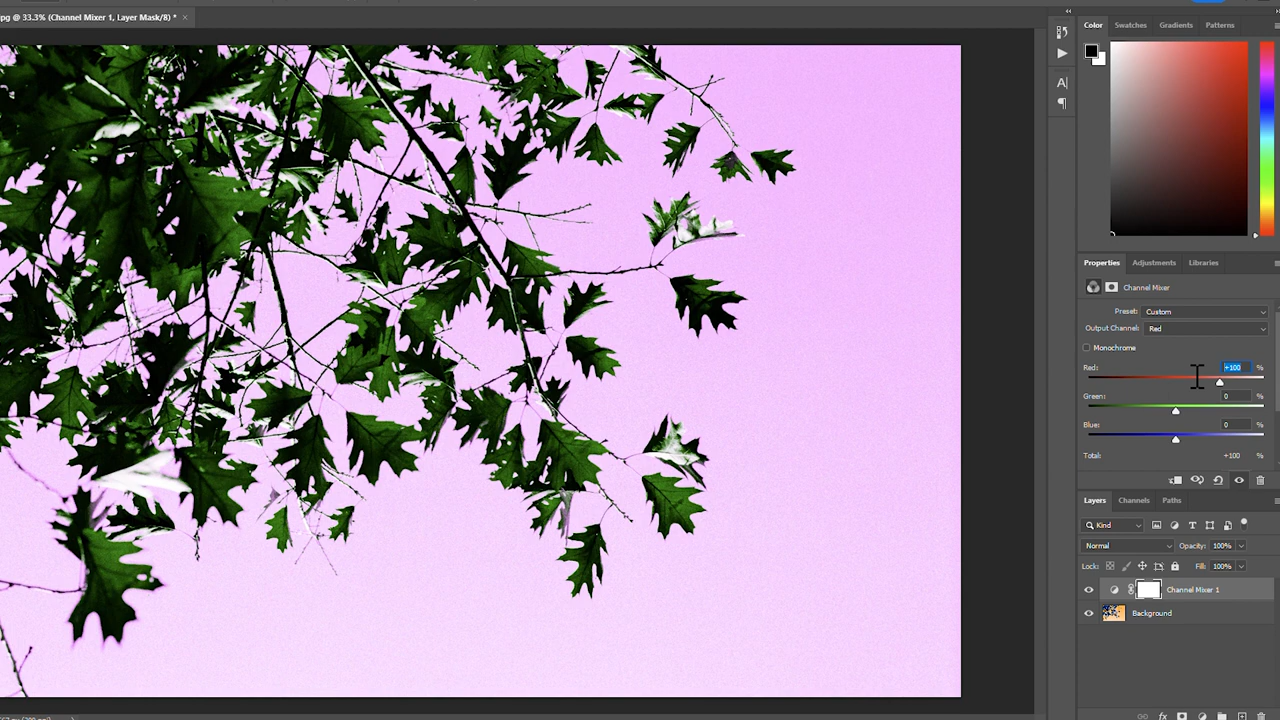 pg @ 33.3% (Channel Mixer 1, Layer Mask/8) * ×
Color Swatches Gradients Patterns
A|
Properties Adjustments Libraries
Channel Mixer
Preset: Custom
Output Channel: Red
Monochrome
Red: +100 %
Green: 0 %
Blue: 0 %
Total: +100 %
Layers Channels Paths
Kind
Normal Opacity: 100%
Lock: Fill: 100%
Channel Mixer 1
Background